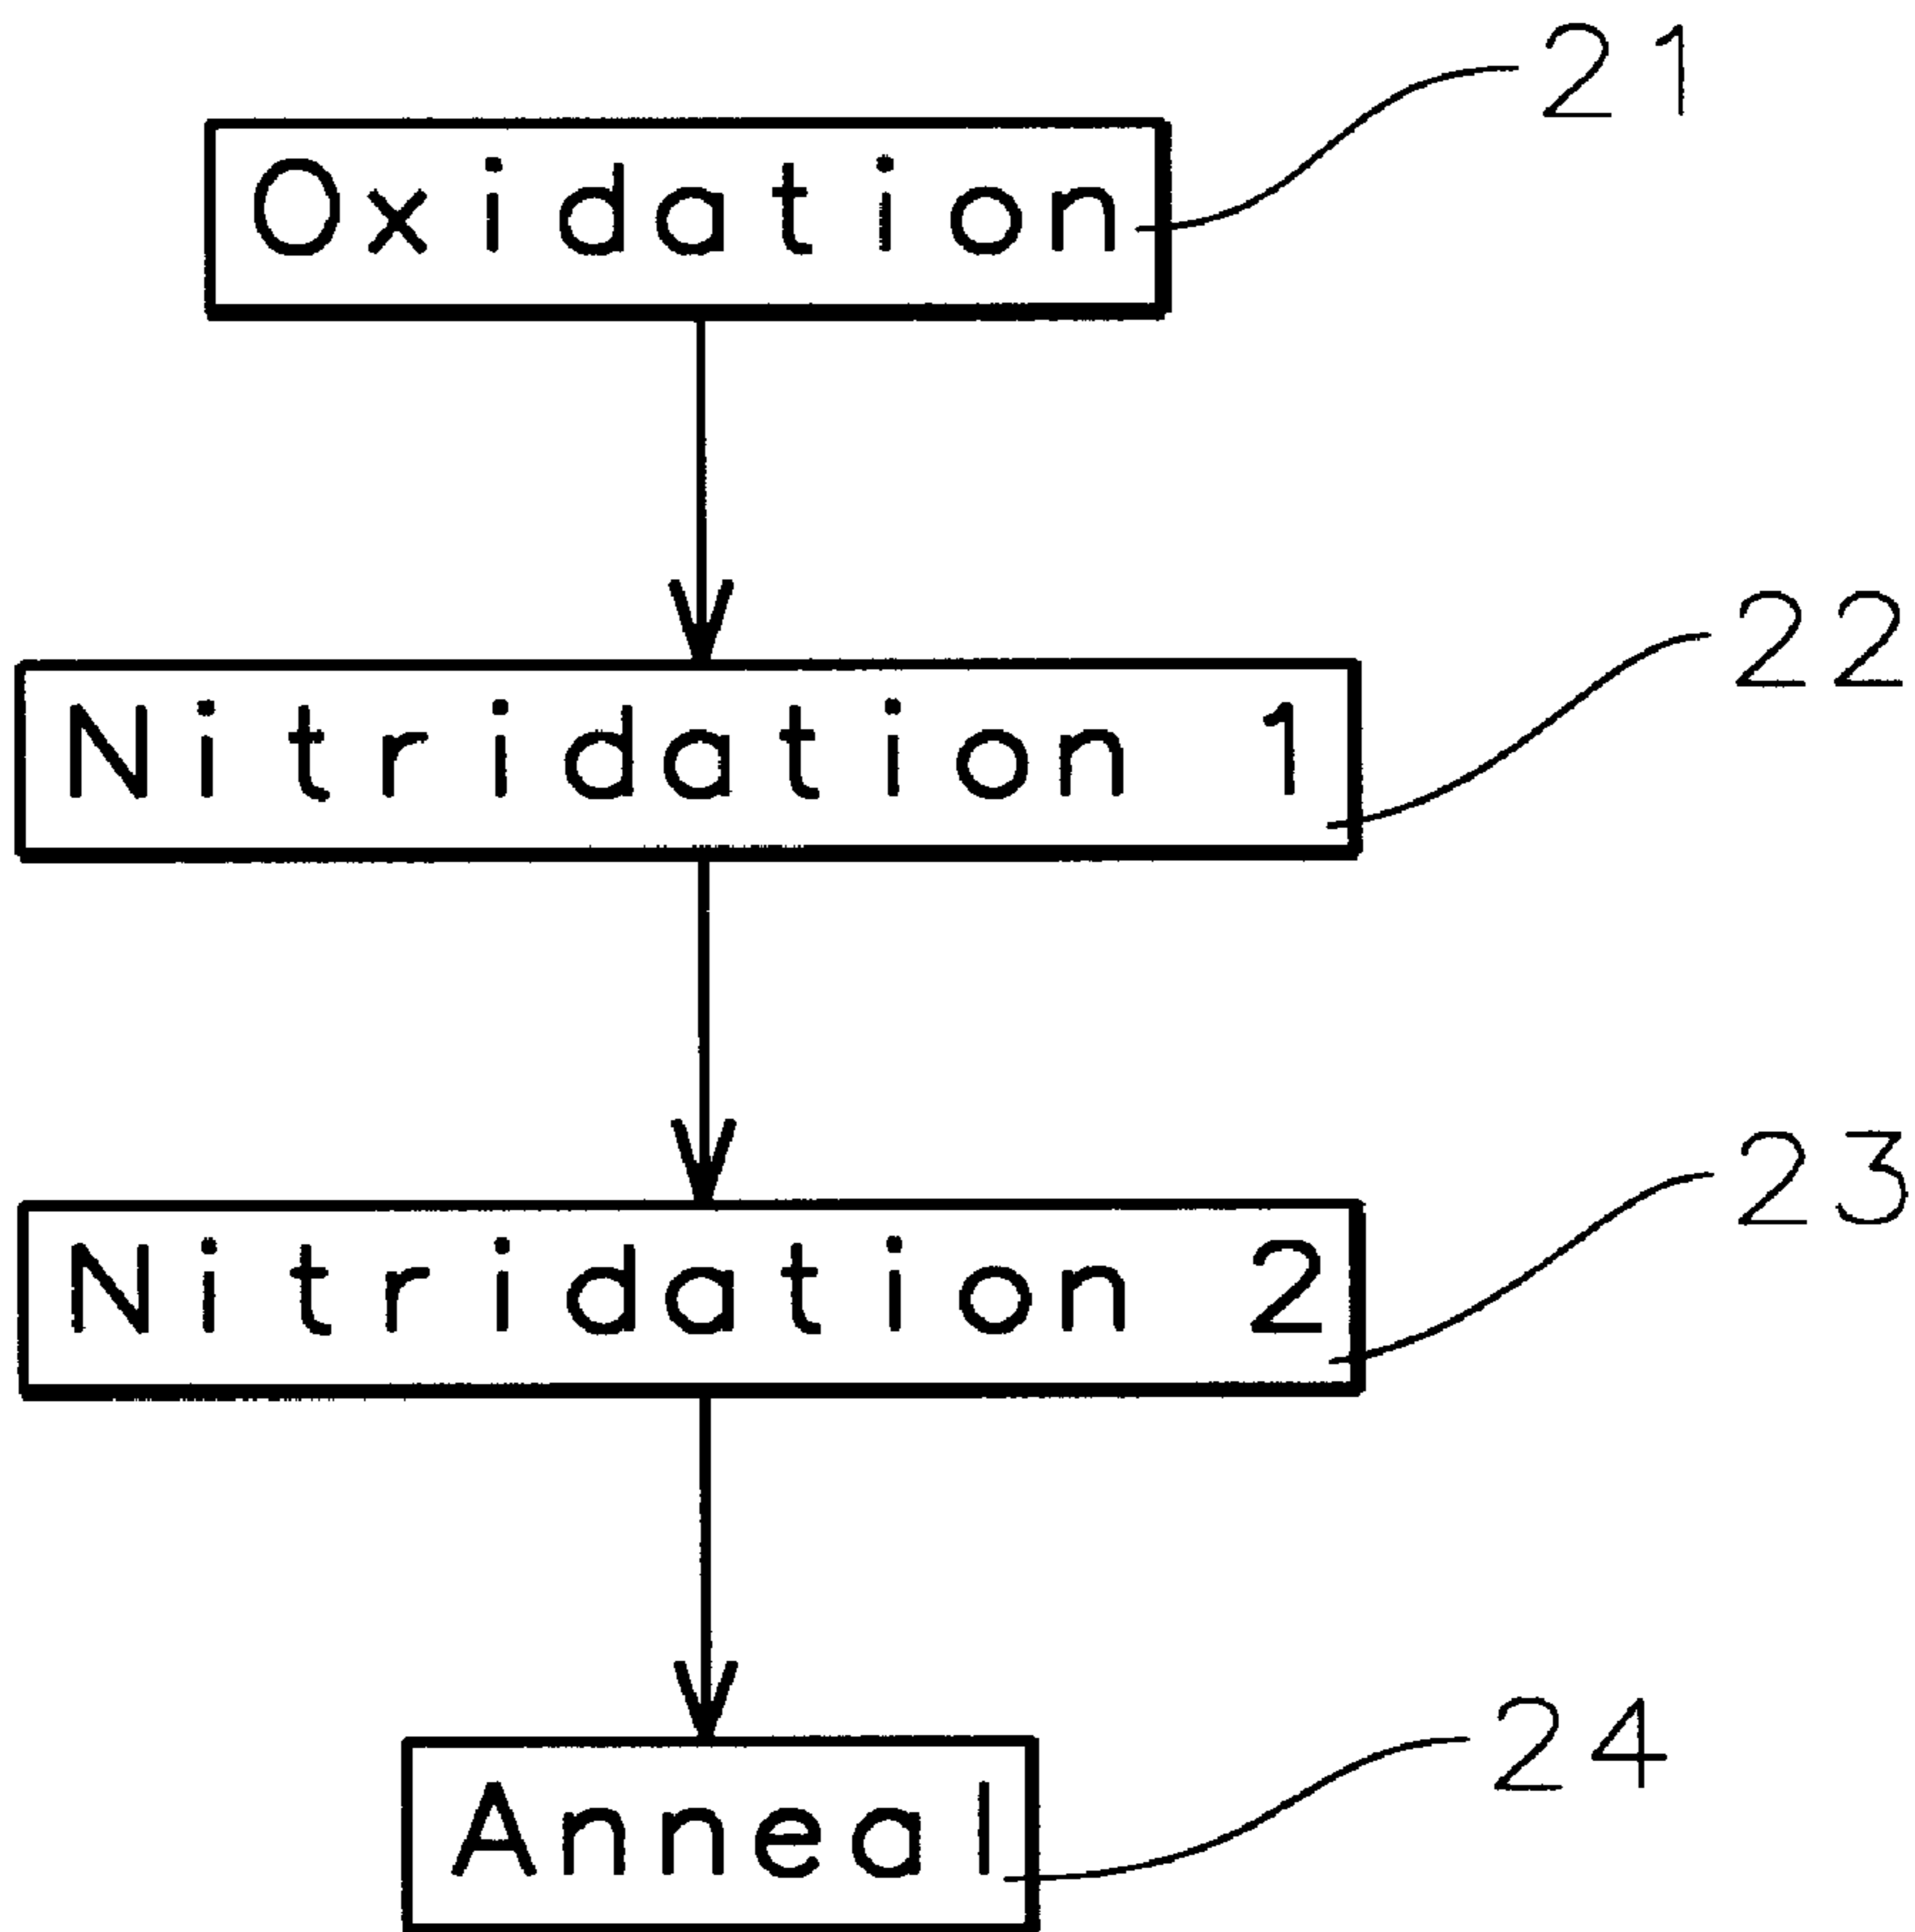 21
Oxidation
22
Nitridation 1
23
Nitridation 2
24
Anneal